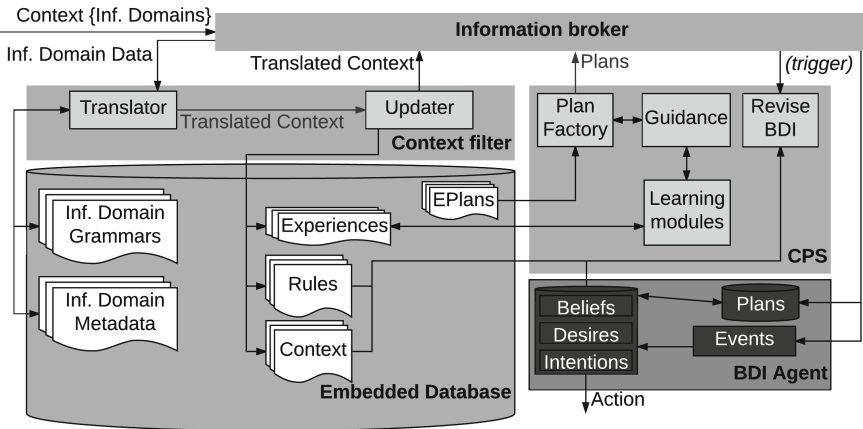 Context {Inf. Domains}
Information broker
Inf. Domain Data
Translated Context
Plans
(trigger)
Translator
Translated Context
Updater
Context filter
Plan
Factory
Guidance
Revise
BDI
Learning
modules
CPS
EPlans
Inf. Domain
Grammars
Experiences
Rules
Inf. Domain
Metadata
Context
Embedded Database
Beliefs
Desires
Intentions
Plans
Events
BDI Agent
Action